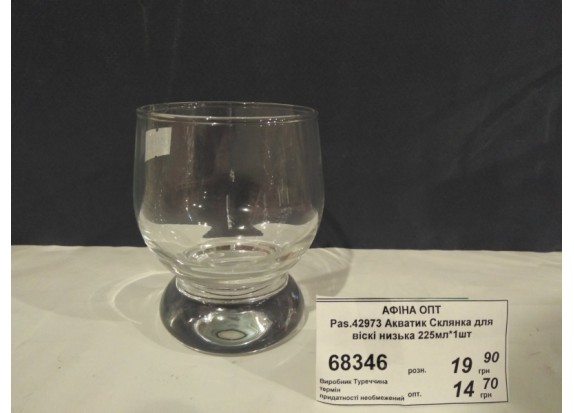 АФІНА ОПТ
Pas.42973 Акватик Склянка для
віскі низька 225мл*1шт
68346 розн. 19 90 грн
Виробник Туреччина
термін
придатності необмежений опт. 14 70 грн